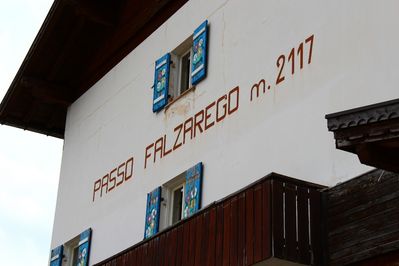 PASSO FALZAREGO m. 2117